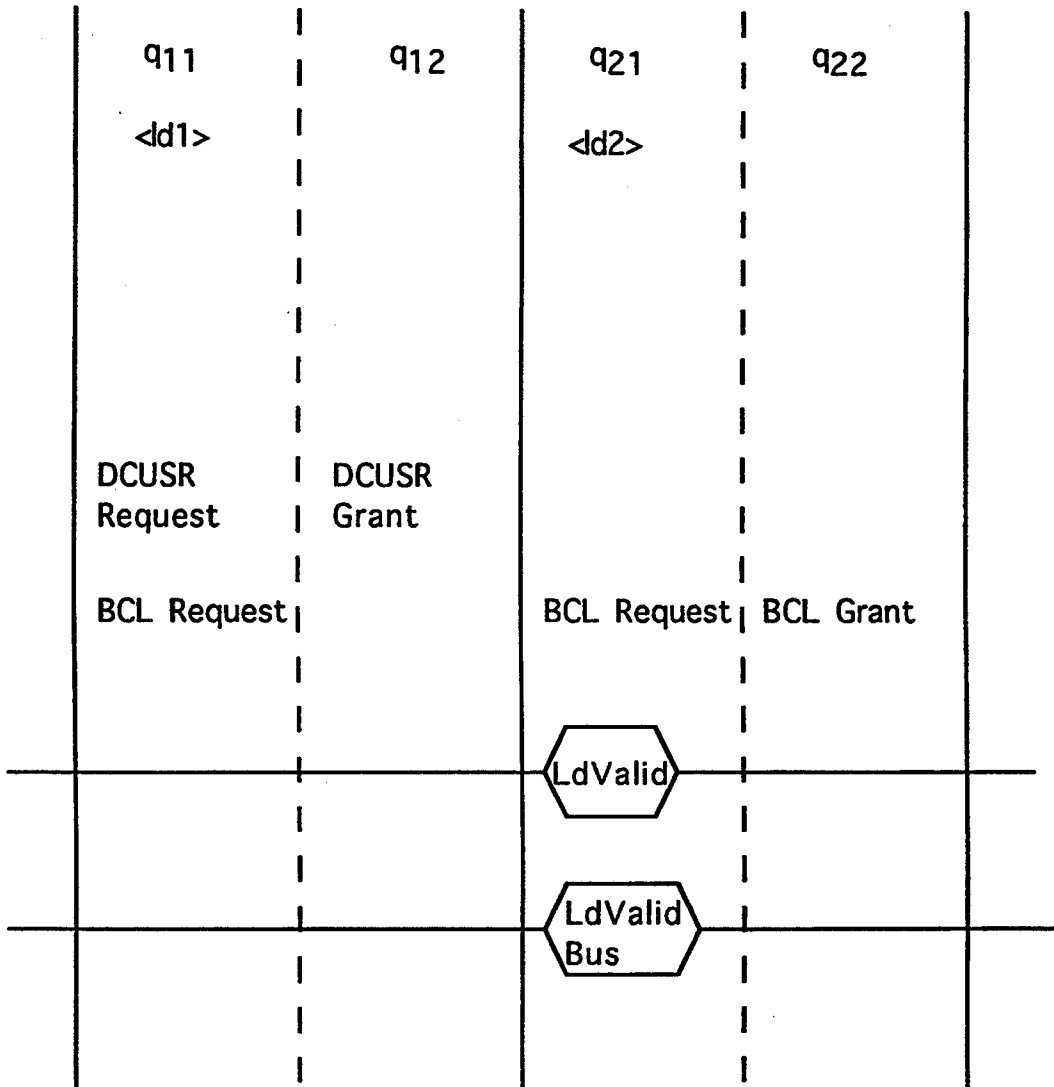 q11 q12 q21 q22
<ld1> <ld2>
DCUSR DCUSR
Request Grant
BCL Request BCL Request BCL Grant
LdValid
LdValid
Bus